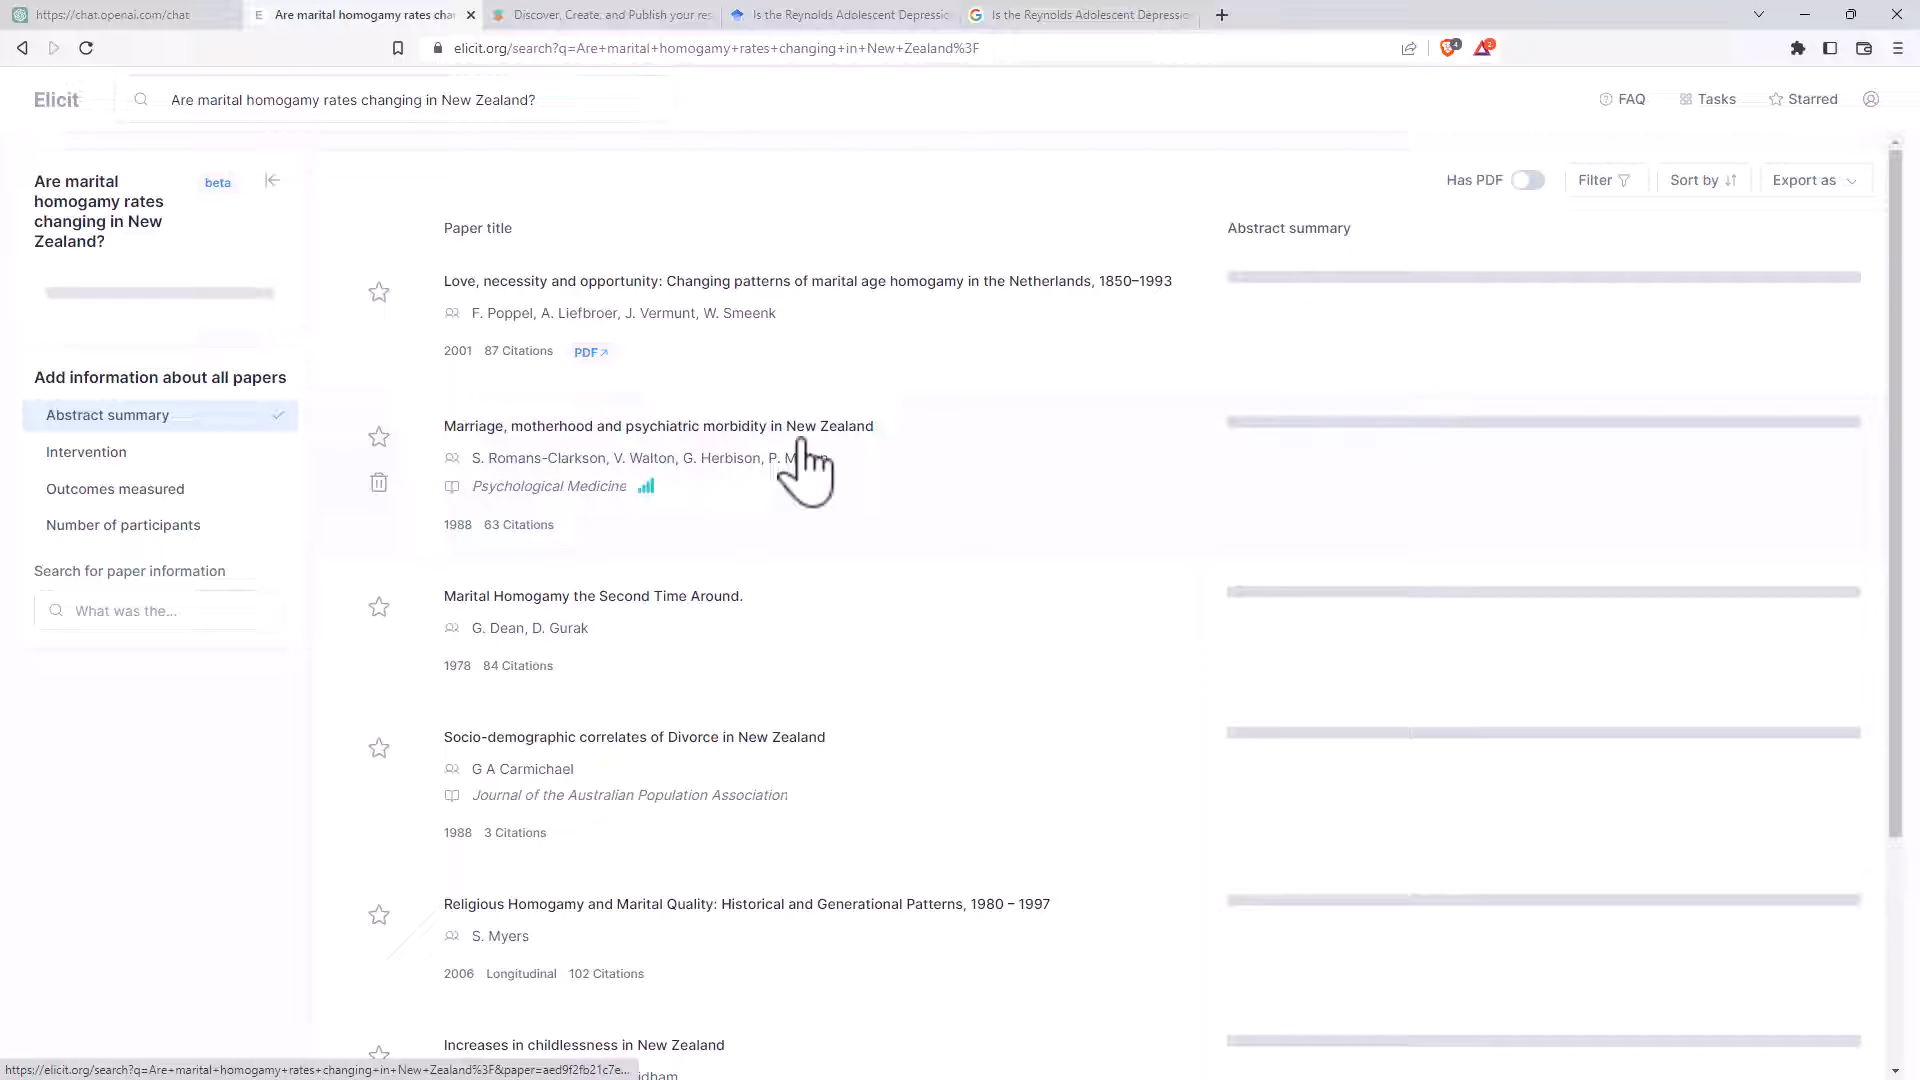 https://chat.openai.com/chat
Are marital homogamy rates cha
Discover, Create, and Publish your res
Is the Reynolds Adolescent Depressio
Is the Reynolds Adolescent Depressio
elicit.org/search?q=Are+marital+homogamy+rates+changing+in+New+Zealand%3F
4
2
Elicit
Are marital homogamy rates changing in New Zealand?
FAQ
Tasks
Starred
Are marital
homogamy rates
changing in New
Zealand?
beta
Has PDF
Filter
Sort by
Export as
Paper title
Abstract summary
Love, necessity and opportunity: Changing patterns of marital age homogamy in the Netherlands, 1850–1993
F. Poppel, A. Liefbroer, J. Vermunt, W. Smeenk
2001 87 Citations PDF
Add information about all papers
Abstract summary
Intervention
Outcomes measured
Number of participants
Search for paper information
What was the...
Marriage, motherhood and psychiatric morbidity in New Zealand
S. Romans-Clarkson, V. Walton, G. Herbison, P.
Psychological Medicine
1988 63 Citations
Marital Homogamy the Second Time Around.
G. Dean, D. Gurak
1978 84 Citations
Socio-demographic correlates of Divorce in New Zealand
G A Carmichael
Journal of the Australian Population Association
1988 3 Citations
Religious Homogamy and Marital Quality: Historical and Generational Patterns, 1980 – 1997
S. Myers
2006 Longitudinal 102 Citations
Increases in childlessness in New Zealand
https://elicit.org/search?q=Are+marital+homogamy+rates+changing+in+New+Zealand%3F&paper=aed9f2fb21c7e...